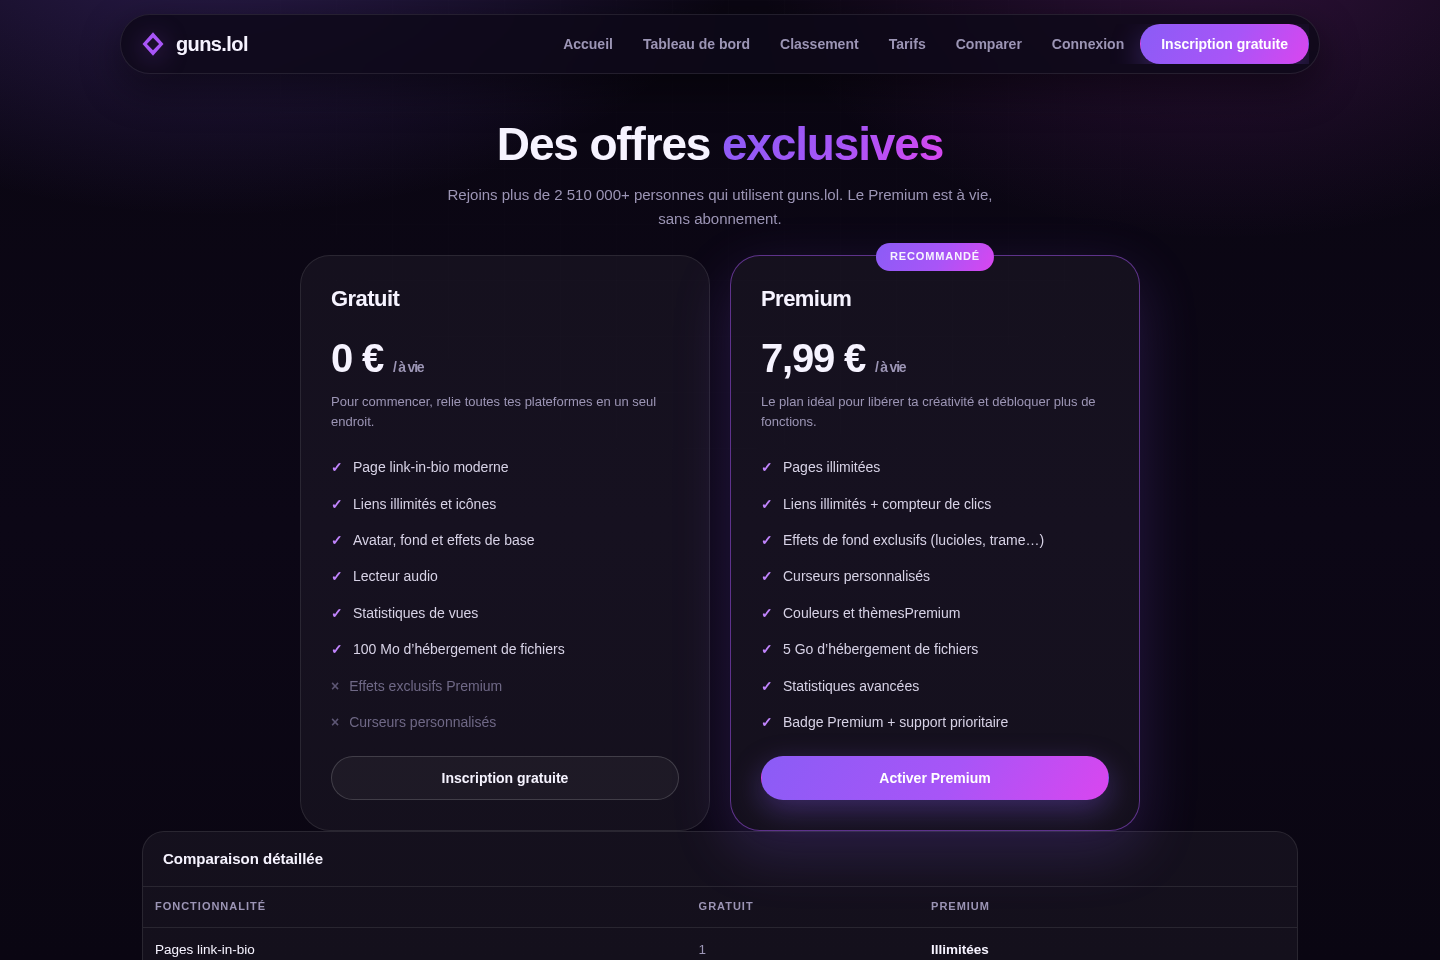 guns.lol
Accueil
Tableau de bord
Classement
Tarifs
Comparer
Connexion
Inscription gratuite
Des offres exclusives
Rejoins plus de 2 510 000+ personnes qui utilisent guns.lol. Le Premium est à vie,
sans abonnement.
Gratuit
0 € / à vie
Pour commencer, relie toutes tes plateformes en un seul
endroit.
✓ Page link-in-bio moderne
✓ Liens illimités et icônes
✓ Avatar, fond et effets de base
✓ Lecteur audio
✓ Statistiques de vues
✓ 100 Mo d’hébergement de fichiers
× Effets exclusifs Premium
× Curseurs personnalisés
Inscription gratuite
RECOMMANDÉ
Premium
7,99 € / à vie
Le plan idéal pour libérer ta créativité et débloquer plus de
fonctions.
✓ Pages illimitées
✓ Liens illimités + compteur de clics
✓ Effets de fond exclusifs (lucioles, trame…)
✓ Curseurs personnalisés
✓ Couleurs et thèmesPremium
✓ 5 Go d’hébergement de fichiers
✓ Statistiques avancées
✓ Badge Premium + support prioritaire
Activer Premium
Comparaison détaillée
FONCTIONNALITÉ GRATUIT PREMIUM
Pages link-in-bio 1 Illimitées